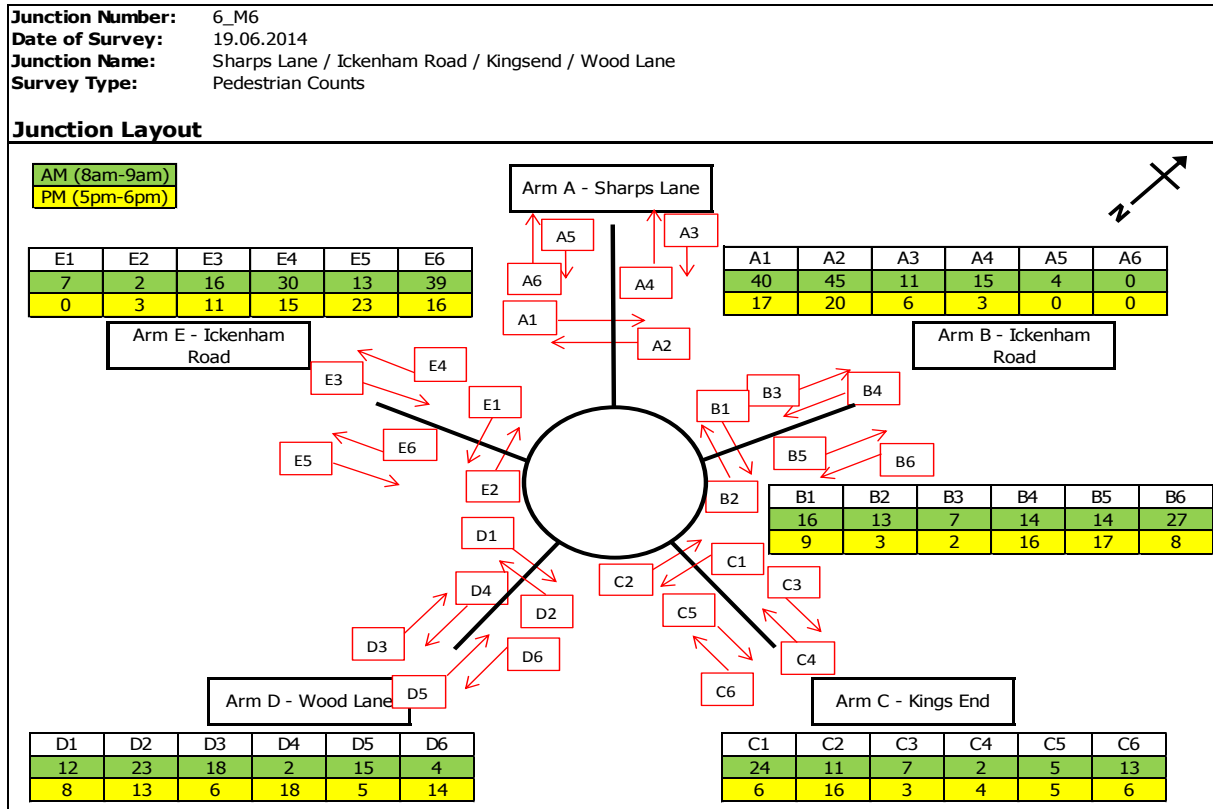 Junction Number: 6_M6
Date of Survey: 19.06.2014
Junction Name: Sharps Lane / Ickenham Road / Kingsend / Wood Lane
Survey Type: Pedestrian Counts
Junction Layout
AM (8am-9am)
PM (5pm-6pm)
Arm A - Sharps Lane
N
A5
A3
A6
A4
A1
A2
E1 E2 E3 E4 E5 E6
7 2 16 30 13 39
0 3 11 15 23 16
A1 A2 A3 A4 A5 A6
40 45 11 15 4 0
17 20 6 3 0 0
Arm E - Ickenham
Road
Arm B - Ickenham
Road
E4
E3
E1
E6
E5
E2
B3
B4
B1
B5
B6
B2
B1 B2 B3 B4 B5 B6
16 13 7 14 14 27
9 3 2 16 17 8
D1
D4
D2
D3
D6
D5
C1
C2
C3
C5
C4
C6
Arm D - Wood Lane
Arm C - Kings End
D1 D2 D3 D4 D5 D6
12 23 18 2 15 4
8 13 6 18 5 14
C1 C2 C3 C4 C5 C6
24 11 7 2 5 13
6 16 3 4 5 6